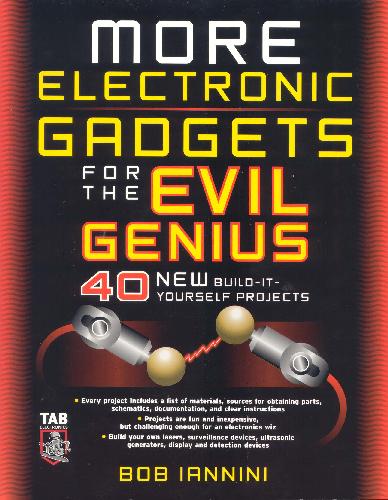 MORE
ELECTRONIC
GADGETS
FOR THE EVIL
GENIUS
40 NEW BUILD-IT-
YOURSELF PROJECTS
• Every project includes a list of materials, sources for obtaining parts,
schematics, documentation, and clear instructions
• Projects are fun and inexpensive,
but challenging enough for an electronics wiz
• Build your own lasers, surveillance devices, ultrasonic
generators, display and detection devices
TAB
ELECTRONICS
BOB IANNINI